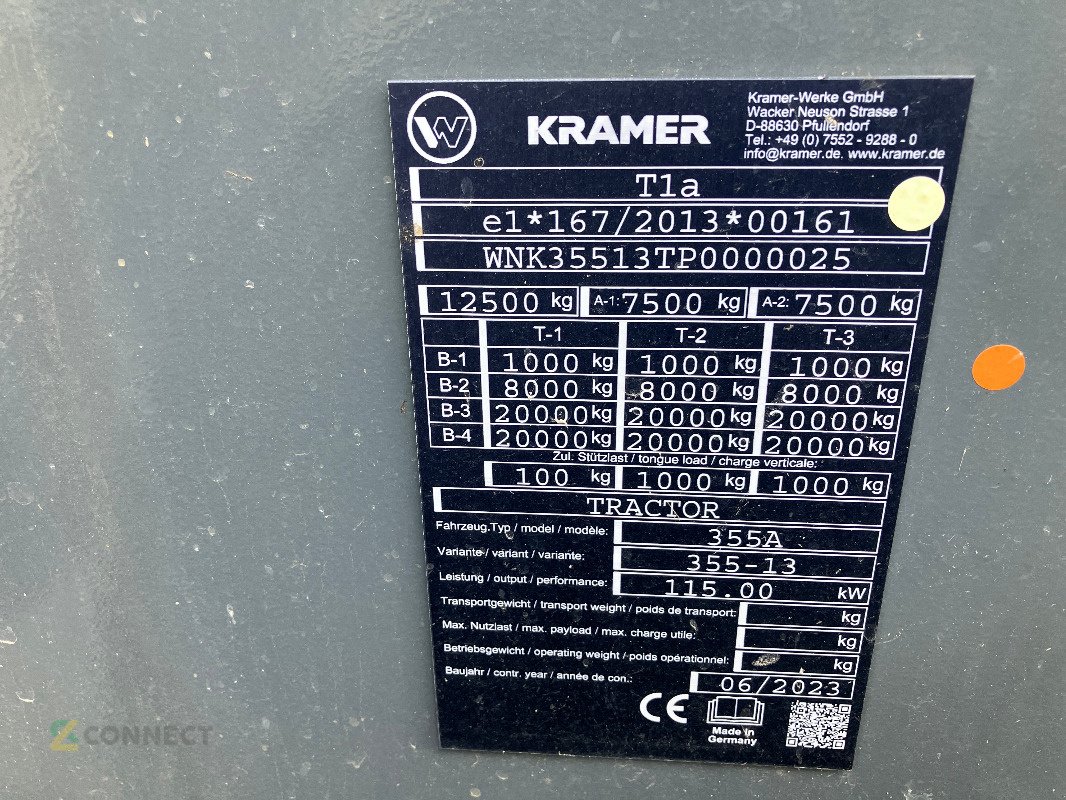 W
KRAMER
Kramer-Werke GmbH
Wacker Neuson Strasse 1
D-88630 Pfullendorf
Tel.: +49 (0) 7552 - 9288 - 0
info@kramer.de. www.kramer.de
T1a
e1*167/2013*00161
WNK35513TP0000025
12500 kg A-1: 7500 kg A-2: 7500 kg
T-1 T-2 T-3
B-1 1000 kg 1000 kg 1000 kg
B-2 8000 kg 8000 kg 8000 kg
B-3 20000 kg 20000 kg 20000 kg
B-4 20000 kg 20000 kg 20000 kg
Zul. Stützlast / tongue load / charge verticale:
100 kg 1000 kg 1000 kg
TRACTOR
Fahrzeug.Typ / model / modèle: 355A
Variante / variant / variante: 355-13
Leistung / output / performance: 115.00 kW
Transportgewicht / transport weight / poids de transport: kg
Max. Nutzlast / max. payload / max. charge utile: kg
Betriebsgewicht / operating weight / poids opérationnel: kg
Baujahr / contr. year / année de con.: 06/2023
CE
Made in
Germany
CONNECT